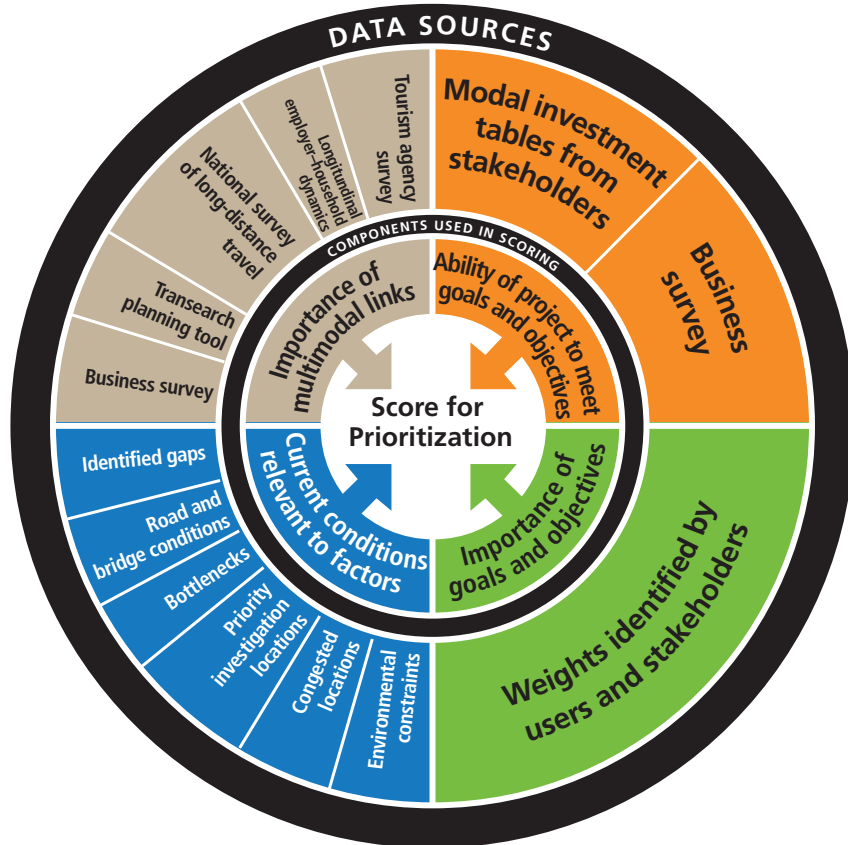 DATA SOURCES
Tourism agency
survey
Longitundinal
employer–household
dynamics
National survey
of long-distance
travel
Transearch
planning tool
Business survey
Modal investment
tables from
stakeholders
Business
survey
COMPONENTS USED IN SCORING
Importance of
multimodal links
Ability of project to meet
goals and objectives
Score for
Prioritization
Current conditions
relevant to factors
Importance of
goals and objectives
Identified gaps
Road and
bridge conditions
Bottlenecks
Priority
investigation
locations
Congested
locations
Environmental
constraints
Weights identified by
users and stakeholders